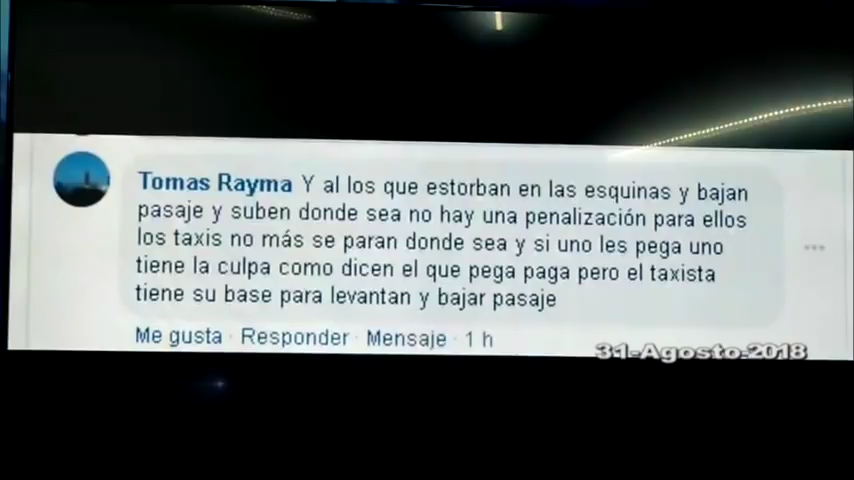 Tomas Rayma Y al los que estorban en las esquinas y bajan
pasaje y suben donde sea no hay una penalización para ellos
los taxis no más se paran donde sea y si uno les pega uno
tiene la culpa como dicen el que pega paga pero el taxista
tiene su base para levantan y bajar pasaje
Me gusta · Responder · Mensaje · 1 h
31-Agosto-2018